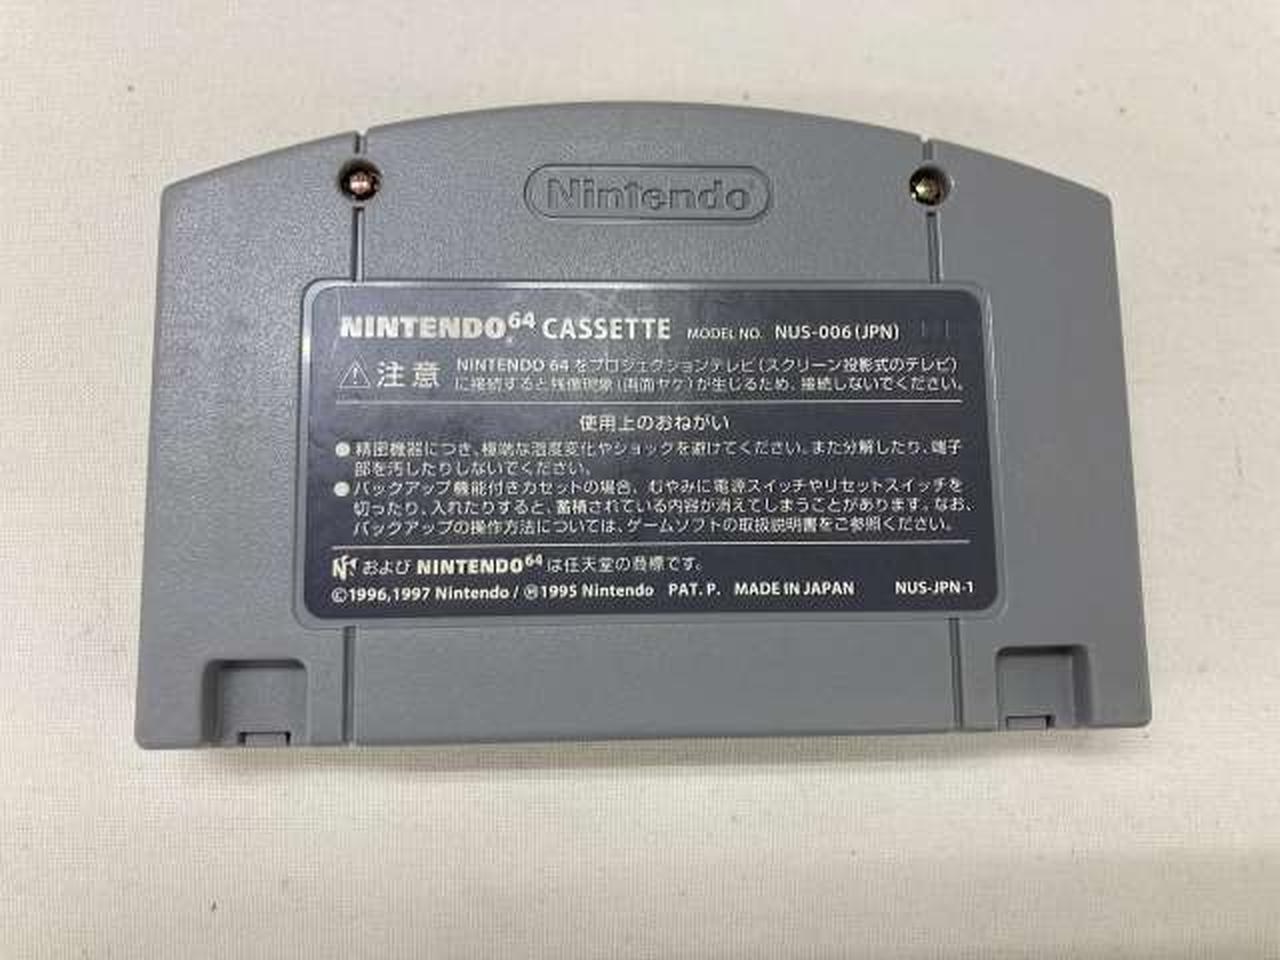 Nintendo
NINTENDO64 CASSETTE MODEL NO. NUS-006(JPN)
注意 NINTENDO 64 をプロジェクションテレビ(スクリーン投影式のテレビ)
に接続すると残像現象(画面ヤケ)が生じるため、接続しないでください。
使用上のおねがい
●精密機器につき、極端な温度変化やショックを避けてください。また分解したり、端子
部を汚したりしないでください。
●バックアップ機能付きカセットの場合、むやみに電源スイッチやリセットスイッチを
切ったり、入れたりすると、蓄積されている内容が消えてしまうことがあります。なお、
バックアップの操作方法については、ゲームソフトの取扱説明書をご参照ください。
および NINTENDO64 は任天堂の商標です。
©1996,1997 Nintendo / Ⓜ1995 Nintendo PAT. P. MADE IN JAPAN NUS-JPN-1